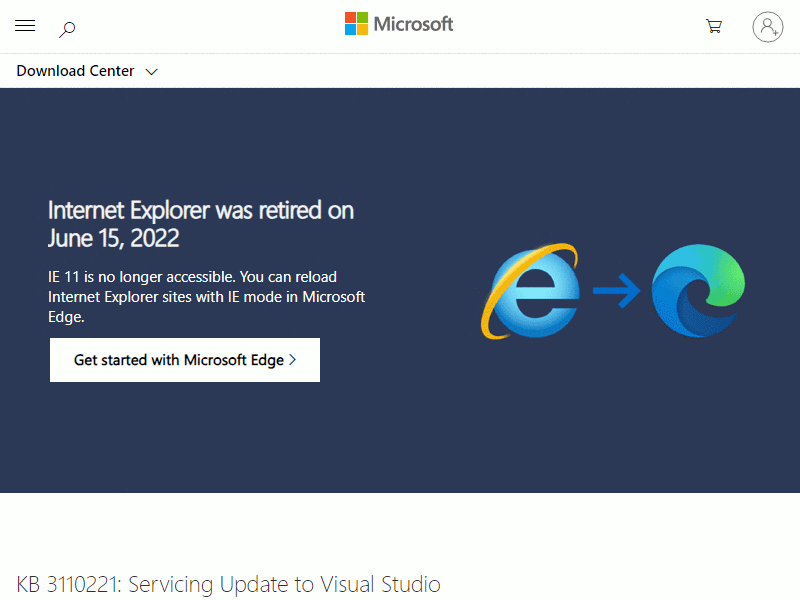 Microsoft
Download Center
Internet Explorer was retired on
June 15, 2022
IE 11 is no longer accessible. You can reload
Internet Explorer sites with IE mode in Microsoft
Edge.
Get started with Microsoft Edge
KB 3110221: Servicing Update to Visual Studio